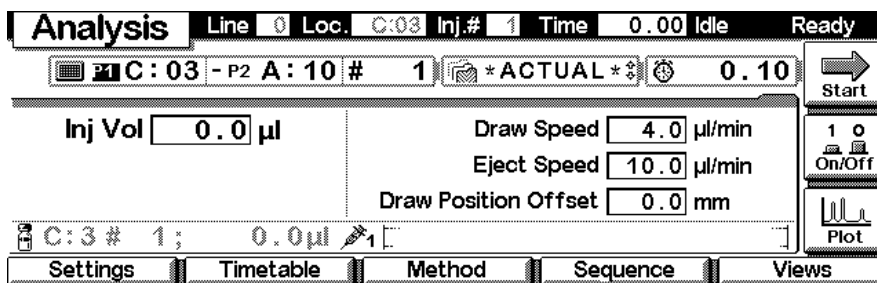 Analysis Line 0 Loc. C:03 Inj.# 1 Time 0.00 Idle Ready
P1 C:03 - P2 A:10 # 1 *ACTUAL* 0.10
Start
Inj Vol 0.0 µl
Draw Speed 4.0 µl/min
Eject Speed 10.0 µl/min
Draw Position Offset 0.0 mm
1 0
On/Off
Plot
C:3 # 1; 0.0µl 1
Settings Timetable Method Sequence Views